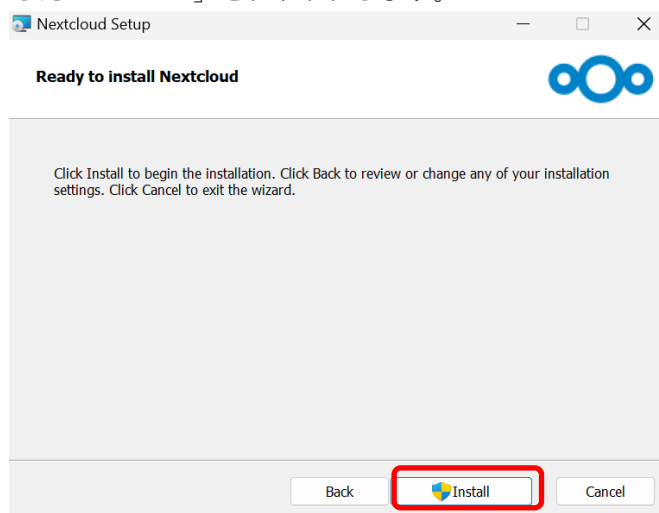 Nextcloud Setup
Ready to install Nextcloud
Click Install to begin the installation. Click Back to review or change any of your installation
settings. Click Cancel to exit the wizard.
Back
Install
Cancel